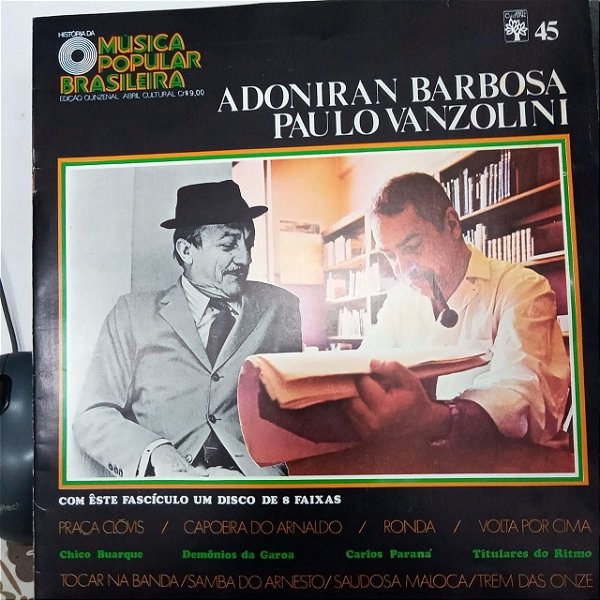 HISTÓRIA DA
MÚSICA
POPULAR
BRASILEIRA
EDIÇÃO QUINZENAL ABRIL CULTURAL Cr$ 9,00
45
ADONIRAN BARBOSA
PAULO VANZOLINI
COM ÊSTE FASCÍCULO UM DISCO DE 8 FAIXAS
PRAÇA CLÓVIS / CAPOEIRA DO ARNALDO / RONDA / VOLTA POR CIMA
Chico Buarque Demônios da Garoa Carlos Paraná Titulares do Ritmo
TOCAR NA BANDA/SAMBA DO ARNESTO/SAUDOSA MALOCA/TREM DAS ONZE